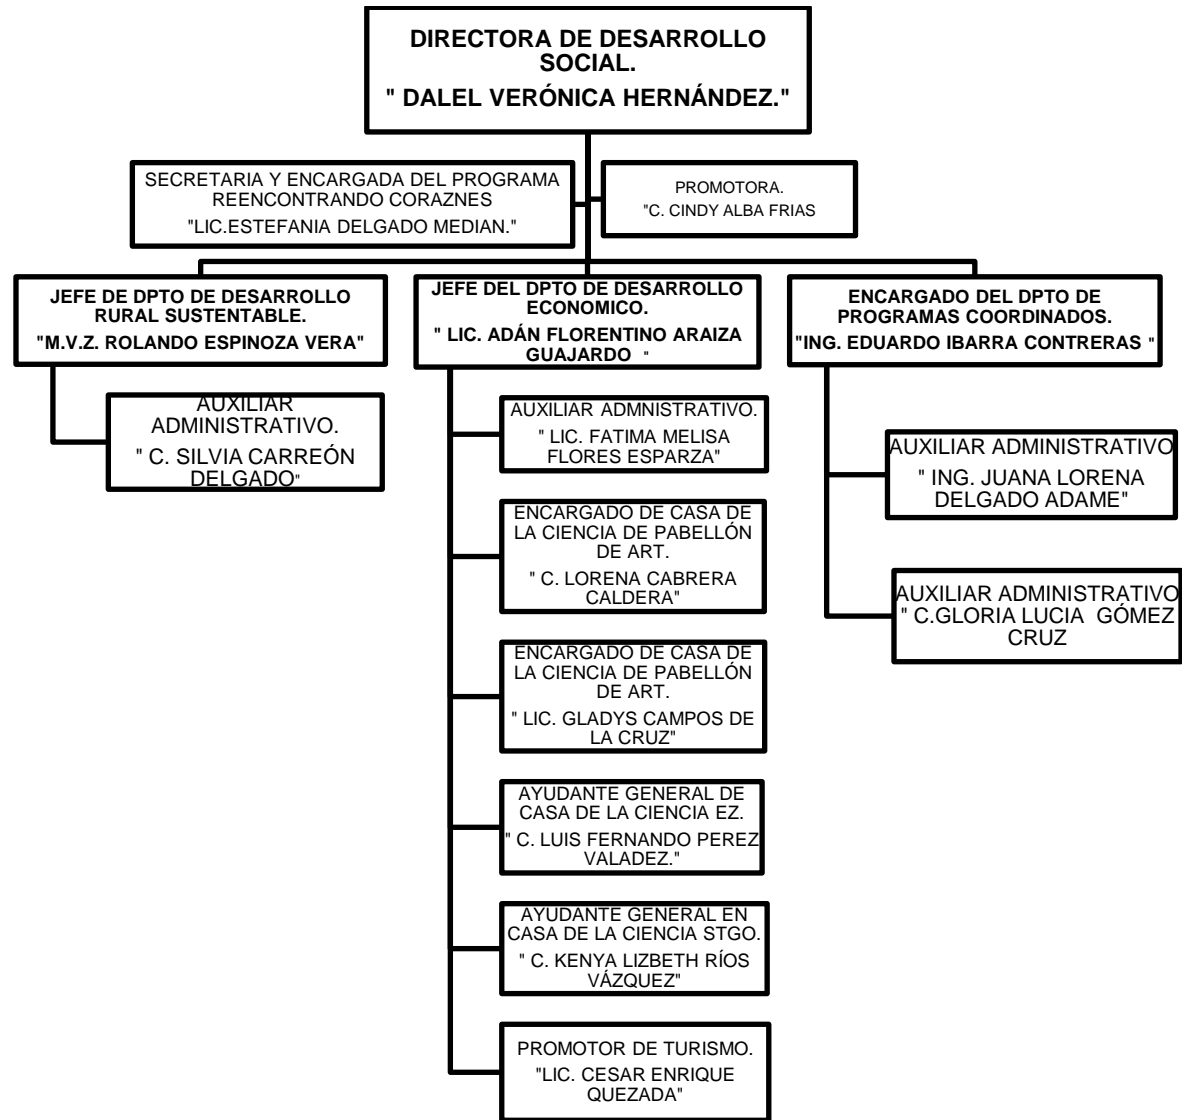 DIRECTORA DE DESARROLLO
SOCIAL.
" DALEL VERÓNICA HERNÁNDEZ."
SECRETARIA Y ENCARGADA DEL PROGRAMA
REENCONTRANDO CORAZNES
"LIC.ESTEFANIA DELGADO MEDIAN."
PROMOTORA.
"C. CINDY ALBA FRIAS
JEFE DE DPTO DE DESARROLLO
RURAL SUSTENTABLE.
"M.V.Z. ROLANDO ESPINOZA VERA"
AUXILIAR
ADMINISTRATIVO.
" C. SILVIA CARREÓN
DELGADO"
JEFE DEL DPTO DE DESARROLLO
ECONOMICO.
" LIC. ADÁN FLORENTINO ARAIZA
GUAJARDO "
AUXILIAR ADMNISTRATIVO.
" LIC. FATIMA MELISA
FLORES ESPARZA"
ENCARGADO DE CASA DE
LA CIENCIA DE PABELLÓN
DE ART.
" C. LORENA CABRERA
CALDERA"
ENCARGADO DE CASA DE
LA CIENCIA DE PABELLÓN
DE ART.
" LIC. GLADYS CAMPOS DE
LA CRUZ"
AYUDANTE GENERAL DE
CASA DE LA CIENCIA EZ.
" C. LUIS FERNANDO PEREZ
VALADEZ."
AYUDANTE GENERAL EN
CASA DE LA CIENCIA STGO.
" C. KENYA LIZBETH RÍOS
VÁZQUEZ"
PROMOTOR DE TURISMO.
"LIC. CESAR ENRIQUE
QUEZADA"
ENCARGADO DEL DPTO DE
PROGRAMAS COORDINADOS.
"ING. EDUARDO IBARRA CONTRERAS "
AUXILIAR ADMINISTRATIVO
" ING. JUANA LORENA
DELGADO ADAME"
AUXILIAR ADMINISTRATIVO
" C.GLORIA LUCIA GÓMEZ
CRUZ